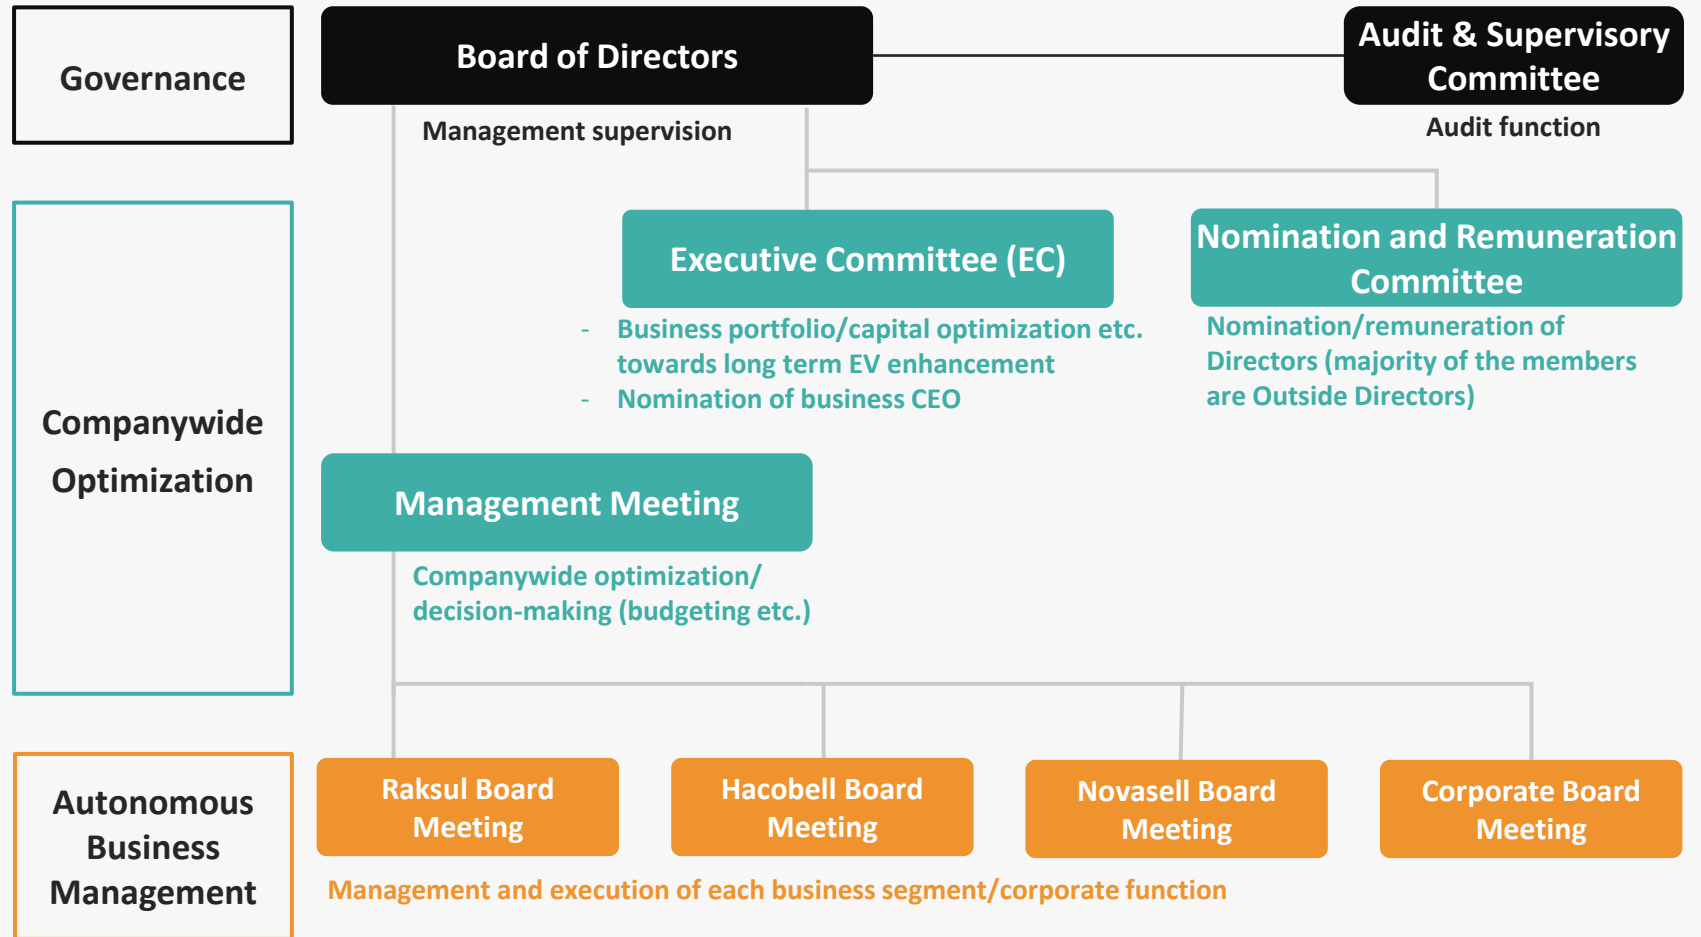 Governance
Board of Directors
Audit & Supervisory
Committee
Management supervision
Audit function
Companywide
Optimization
Executive Committee (EC)
- Business portfolio/capital optimization etc.
towards long term EV enhancement
- Nomination of business CEO
Nomination and Remuneration
Committee
Nomination/remuneration of
Directors (majority of the members
are Outside Directors)
Management Meeting
Companywide optimization/
decision-making (budgeting etc.)
Autonomous
Business
Management
Raksul Board
Meeting
Hacobell Board
Meeting
Novasell Board
Meeting
Corporate Board
Meeting
Management and execution of each business segment/corporate function